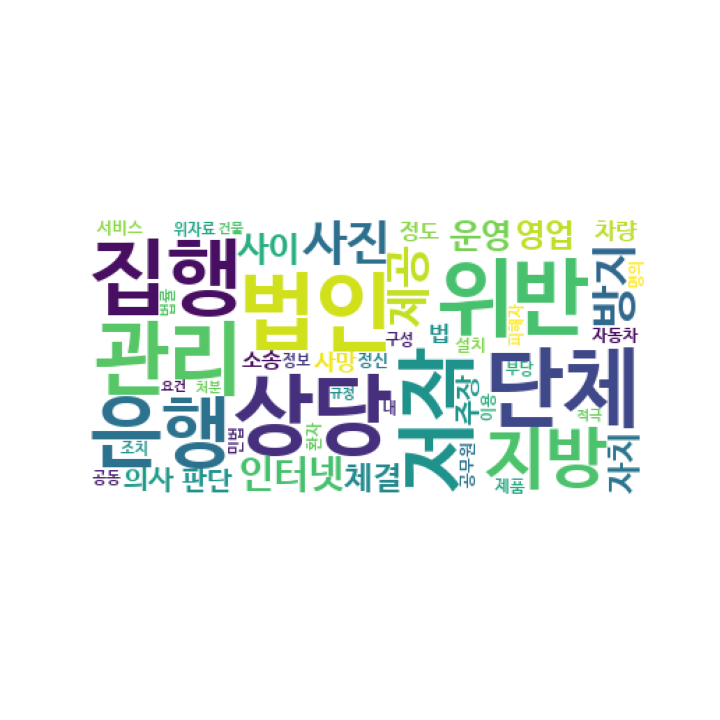 서비스
위자료
건물
사이
사진
정도
운영
영업
차량
집행
법인
제공
위반
방지
명의
관리
법률
소송
정보
사망
정신
구성
법
설치
피해자
자동차
은행
요건
처분
상당
규정
내
저작
주장
이용
부당
단체
적극
조치
민법
환자
지방
자치
공동
의사
판단
인터넷
체결
공무원
제품